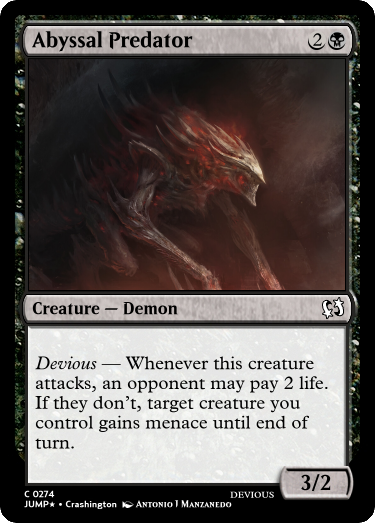 Abyssal Predator 2
Creature — Demon
Devious — Whenever this creature
attacks, an opponent may pay 2 life.
If they don't, target creature you
control gains menace until end of
turn.
3/2
C 0274
DEVIOUS
JUMP★ • Crashington Antonio J Manzanedo